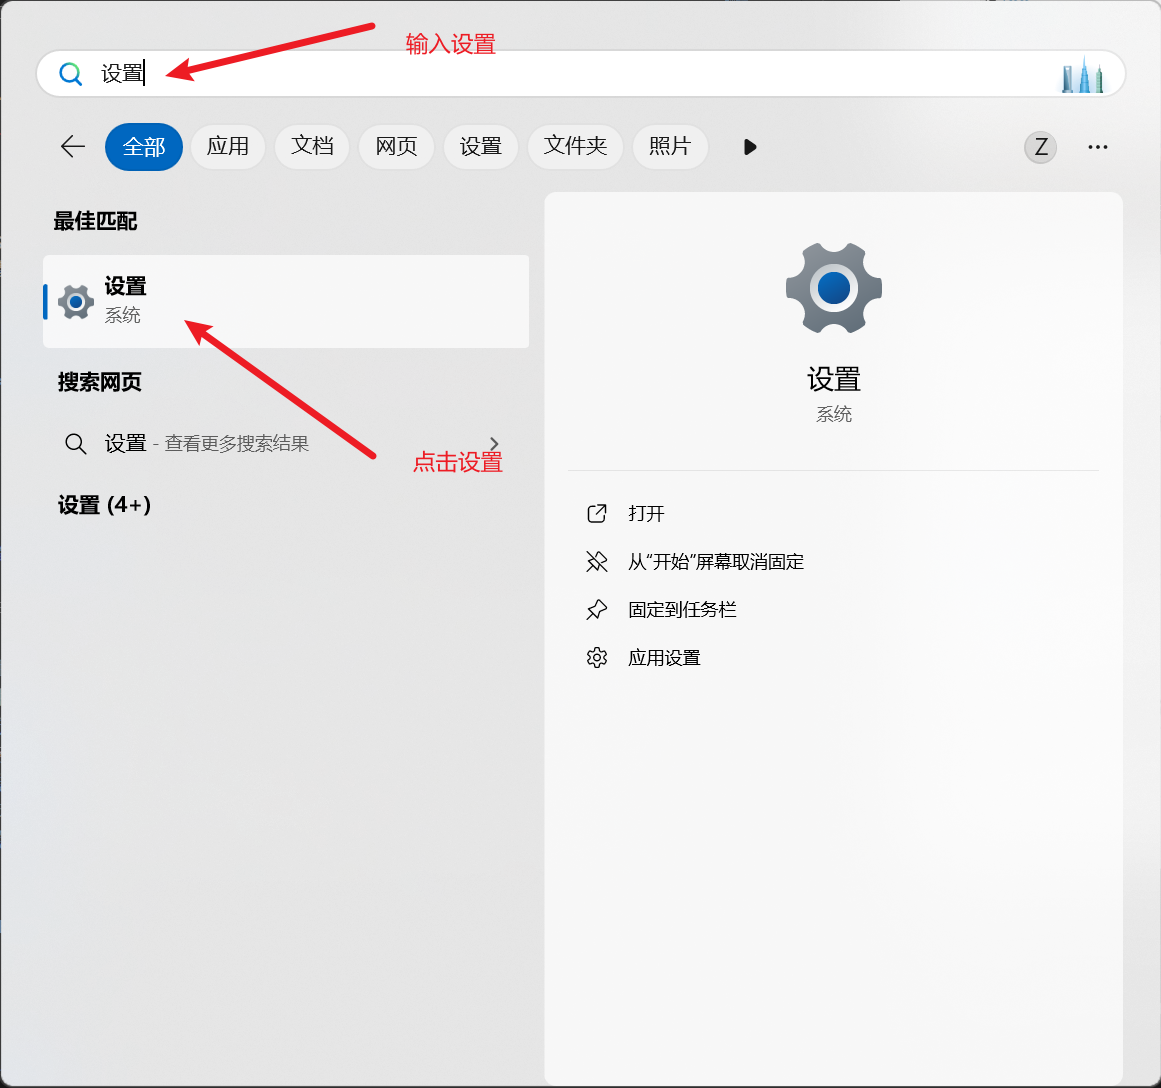 输入设置
设置
全部 应用 文档 网页 设置 文件夹 照片 Z
最佳匹配
设置
系统
搜索网页
设置 - 查看更多搜索结果
点击设置
设置 (4+)
设置
系统
打开
从“开始”屏幕取消固定
固定到任务栏
应用设置